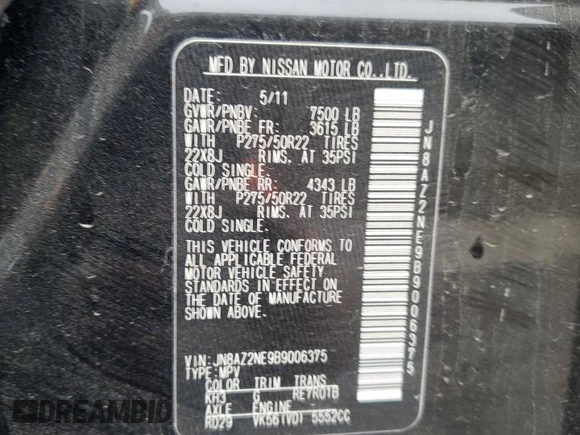 MFD BY NISSAN MOTOR CO.,LTD.
DATE: 5/11
GVWR/PNBV: 7500 LB
GAWR/PNBE FR: 3615 LB
WITH P275/50R22 TIRES
22X8J RIMS. AT 35PSI
COLD SINGLE.
GAWR/PNBE RR: 4343 LB
WITH P275/50R22 TIRES
22X8J RIMS. AT 35PSI
COLD SINGLE.
THIS VEHICLE CONFORMS TO
ALL APPLICABLE FEDERAL
MOTOR VEHICLE SAFETY
STANDARDS IN EFFECT ON
THE DATE OF MANUFACTURE
SHOWN ABOVE.
VIN: JN8AZ2NE9B9006375
TYPE: MPV
COLOR TRIM TRANS
KH3 G RE7R01B
AXLE ENGINE
RD29 VK56(VD) 5552CC
JN8AZ2NE9B9006375
DREAMBID